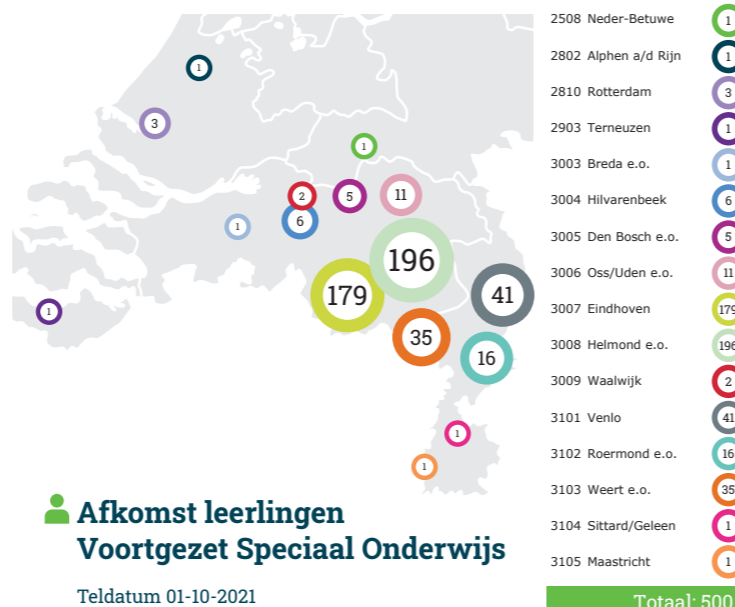 1
3
1
2
5
11
6
1
196
179
41
1
35
16
1
1
2508 Neder-Betuwe 1
2802 Alphen a/d Rijn 1
2810 Rotterdam 3
2903 Terneuzen 1
3003 Breda e.o. 1
3004 Hilvarenbeek 6
3005 Den Bosch e.o. 5
3006 Oss/Uden e.o. 11
3007 Eindhoven 179
3008 Helmond e.o. 196
3009 Waalwijk 2
3101 Venlo 41
3102 Roermond e.o. 16
3103 Weert e.o. 35
3104 Sittard/Geleen 1
3105 Maastricht 1
Totaal: 500
Afkomst leerlingen
Voortgezet Speciaal Onderwijs
Teldatum 01-10-2021